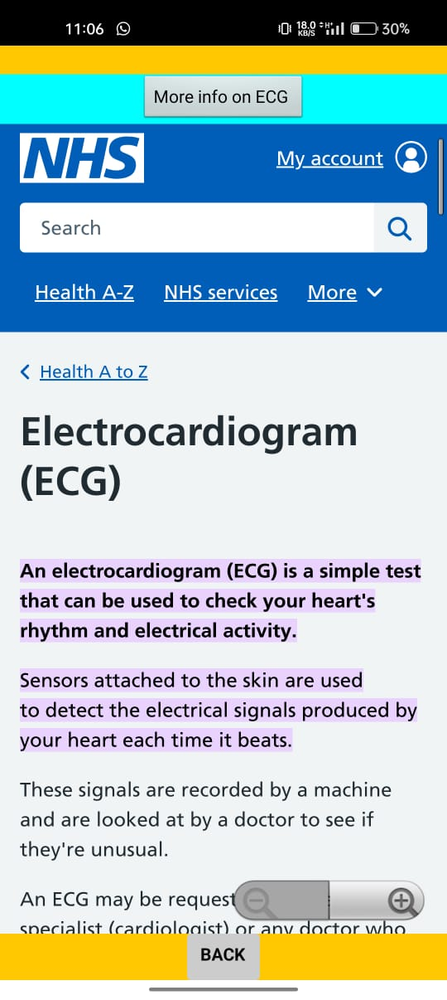 11:06
18.0
KB/S
H+
30%
More info on ECG
NHS
My account
Search
Health A-Z NHS services More
Health A to Z
Electrocardiogram
(ECG)
An electrocardiogram (ECG) is a simple test
that can be used to check your heart's
rhythm and electrical activity.
Sensors attached to the skin are used
to detect the electrical signals produced by
your heart each time it beats.
These signals are recorded by a machine
and are looked at by a doctor to see if
they're unusual.
An ECG may be request
specialist (cardiologist) or any doctor who
BACK